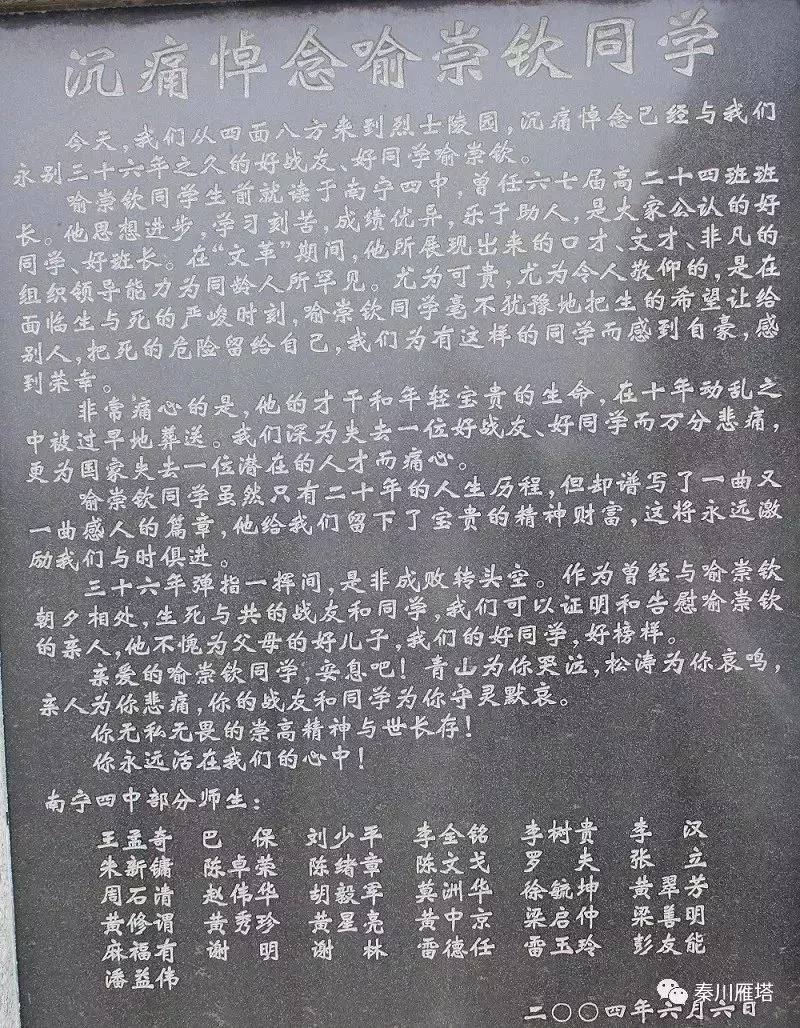 沉痛悼念喻崇钦同学
今天,我们从四面八方来到烈士陵园,沉痛悼念已经与我们
永别三十六年之久的好战友、好同学喻崇钦。
喻崇钦同学生前就读于南宁四中,曾任六七届高二十四班班
长。他思想进步,学习刻苦,成绩优异,乐于助人,是大家公认的好
同学、好班长。在“文革”期间,他所展现出来的口才、文才、非凡的
组织领导能力为同龄人所罕见。尤为可贵,尤为令人敬仰的,是在
面临生与死的严峻时刻,喻崇钦同学毫不犹豫地把生的希望让给
别人,把死的危险留给自己,我们为有这样的同学而感到自豪,感
到荣幸。
非常痛心的是,他的才干和年轻宝贵的生命,在十年动乱之
中被过早地葬送。我们深为失去一位好战友、好同学而万分悲痛,
更为国家失去一位潜在的人才而痛心。
喻崇钦同学虽然只有二十年的人生历程,但却谱写了一曲又
一曲感人的篇章,他给我们留下了宝贵的精神财富,这将永远激
励我们与时俱进。
三十六年弹指一挥间,是非成败转头空。作为曾经与喻崇钦
朝夕相处,生死与共的战友和同学,我们可以证明和告慰喻崇钦
的亲人,他不愧为父母的好儿子,我们的好同学,好榜样。
亲爱的喻崇钦同学,安息吧!青山为你哭泣,松涛为你哀鸣,
亲人为你悲痛,你的战友和同学为你守灵默哀。
你无私无畏的崇高精神与世长存!
你永远活在我们的心中!
南宁四中部分师生:
王孟奇 巴保 刘少平 李全铭 李树贵 李汉
朱新镛 陈卓荣 陈绪章 陈文戈 罗夫 张立
周石清 赵伟华 胡毅军 莫洲华 徐毓坤 黄翠芳
黄修谓 黄秀珍 黄星亮 黄中京 梁启仲 梁善明
麻福有 谢明 谢林 雷德任 雷玉玲 彭友能
潘益伟
二〇〇四年六月六日
秦川雁塔